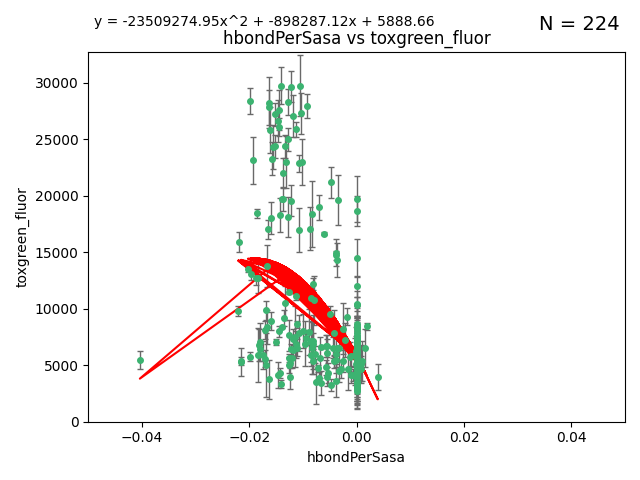 y = -23509274.95x^2 + -898287.12x + 5888.66
N = 224
hbondPerSasa vs toxgreen_fluor
30000
25000
20000
15000
10000
5000
0
toxgreen_fluor
−0.04
−0.02
0.00
0.02
0.04
hbondPerSasa